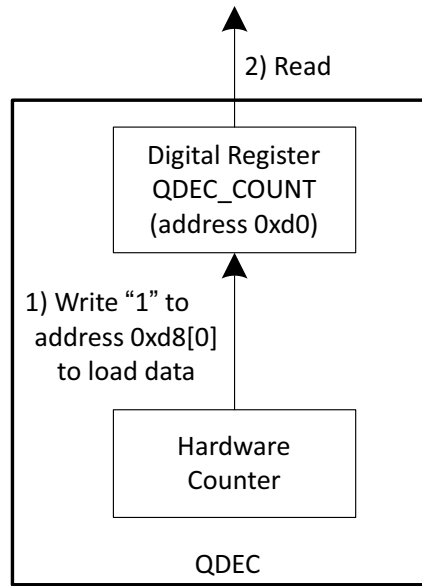 2) Read
Digital Register
QDEC_COUNT
(address 0xd0)
1) Write “1” to
address 0xd8[0]
to load data
Hardware
Counter
QDEC